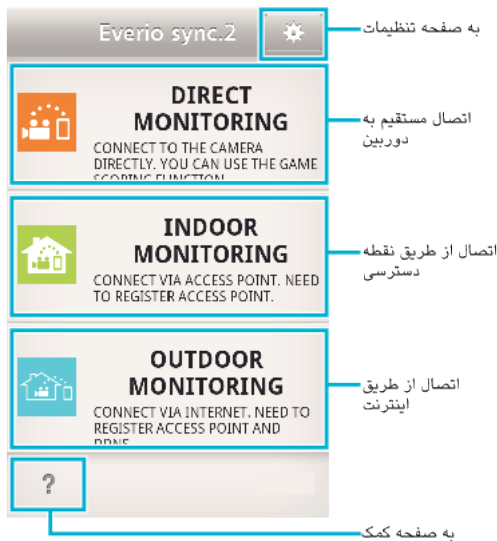 Everio sync.2
به صفحه تنظیمات
DIRECT
MONITORING
CONNECT TO THE CAMERA
DIRECTLY. YOU CAN USE THE GAME
SCORING FUNCTION
اتصال مستقیم به
دوربین
INDOOR
MONITORING
CONNECT VIA ACCESS POINT. NEED
TO REGISTER ACCESS POINT.
اتصال از طریق نقطه
دسترسی
OUTDOOR
MONITORING
CONNECT VIA INTERNET. NEED TO
REGISTER ACCESS POINT AND
اتصال از طریق
اینترنت
?
به صفحه کمک